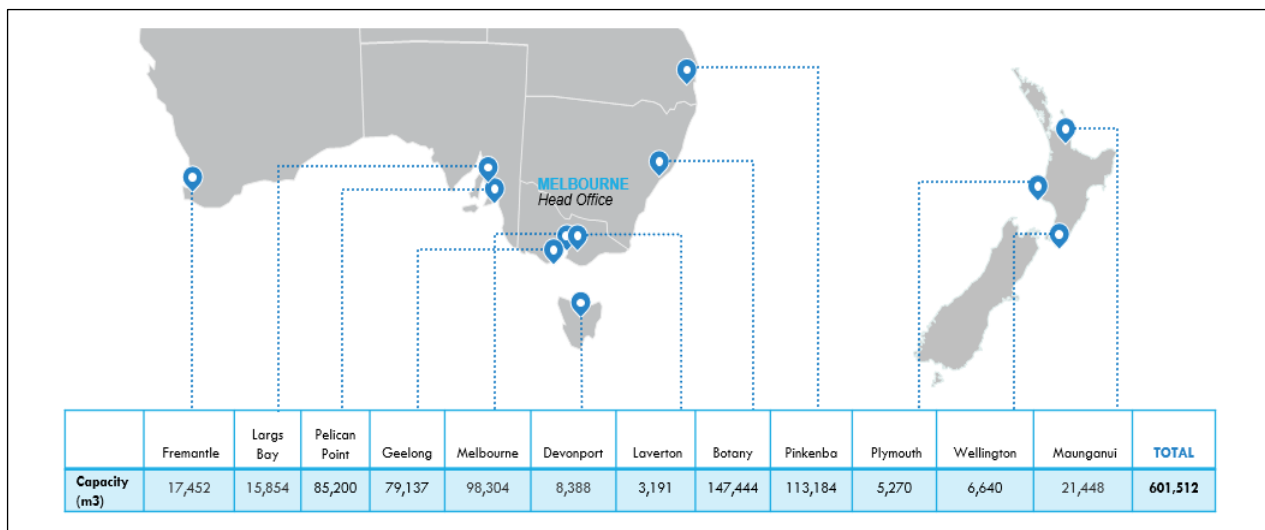 MELBOURNE
Head Office
Fremantle
Largs
Bay
Pelican
Point
Geelong
Melbourne
Devonport
Laverton
Botany
Pinkenba
Plymouth
Wellington
Maunganui
TOTAL
Capacity
(m3)
17,452
15,854
85,200
79,137
98,304
8,388
3,191
147,444
113,184
5,270
6,640
21,448
601,512